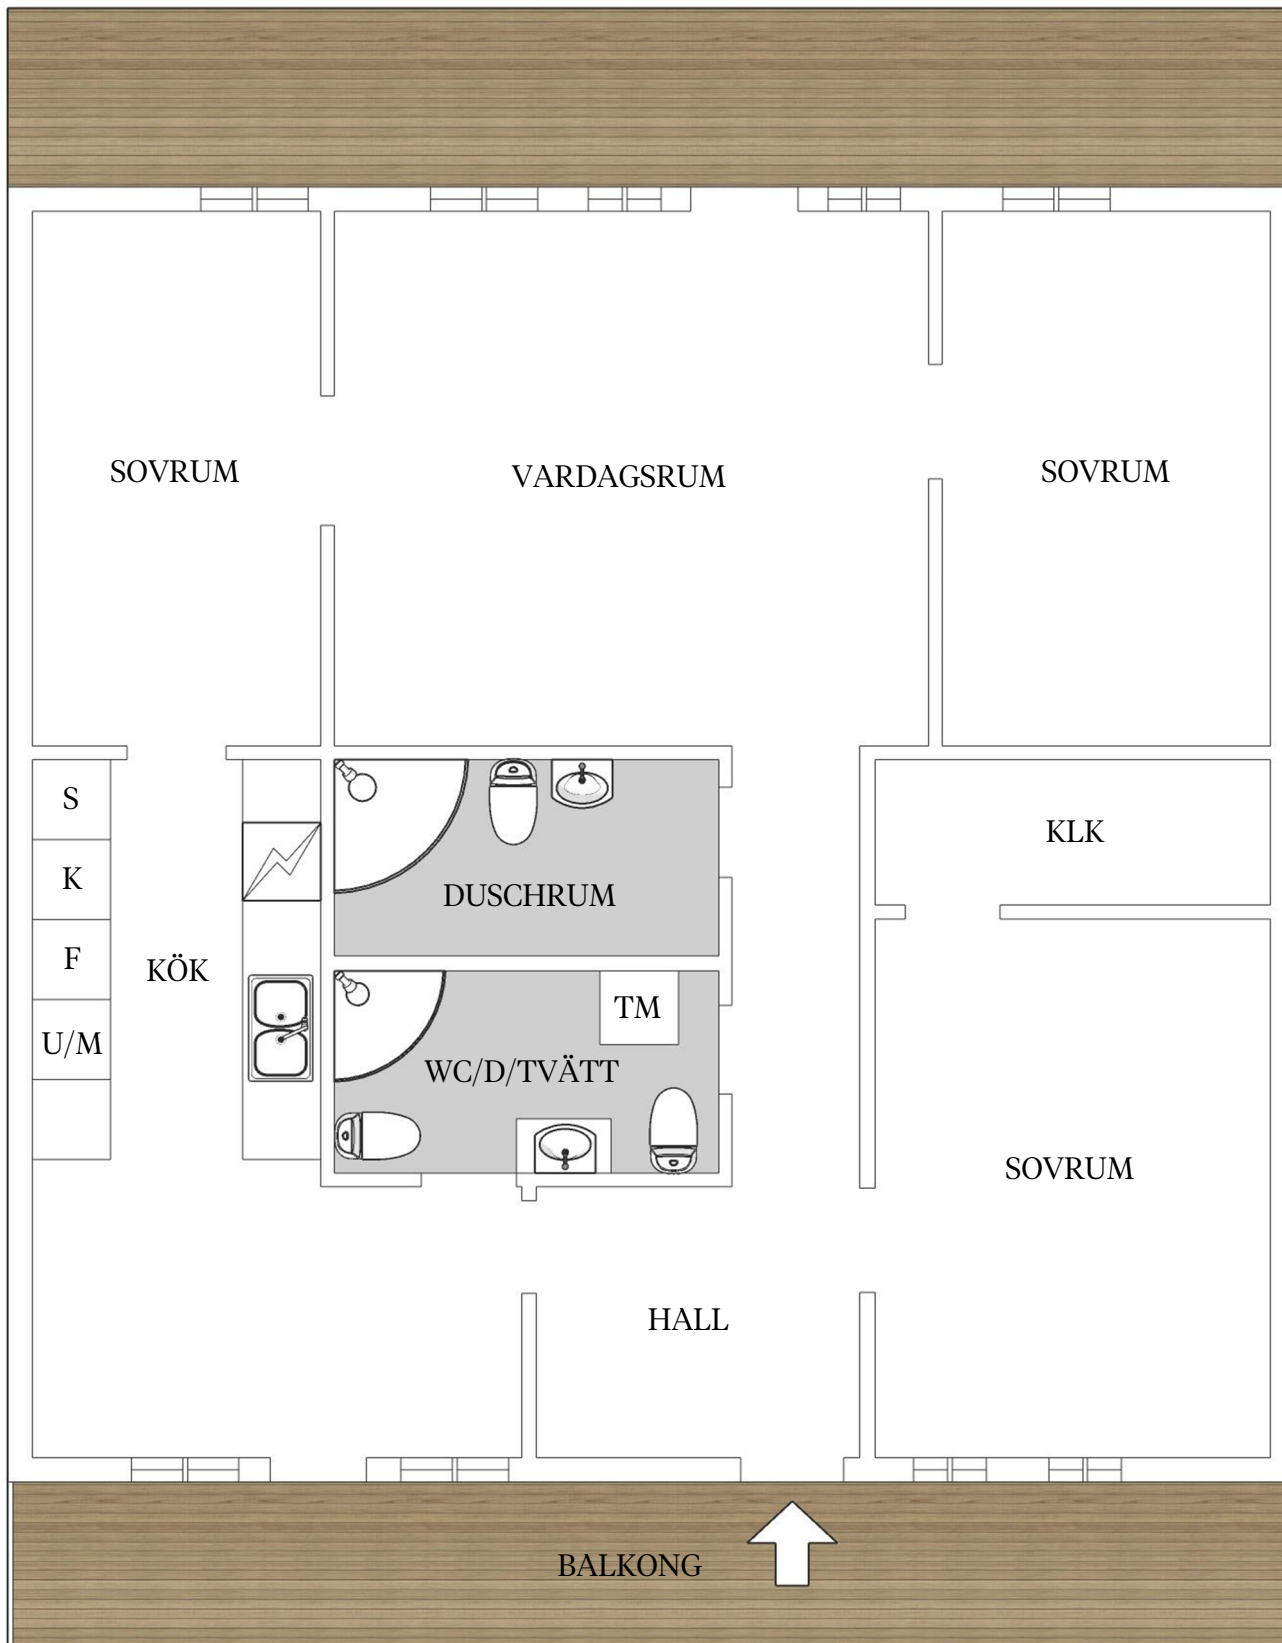 SOVRUM
VARDAGSRUM
SOVRUM
S
K
F
U/M
KÖK
DUSCHRUM
TM
WC/D/TVÄTT
KLK
SOVRUM
HALL
BALKONG